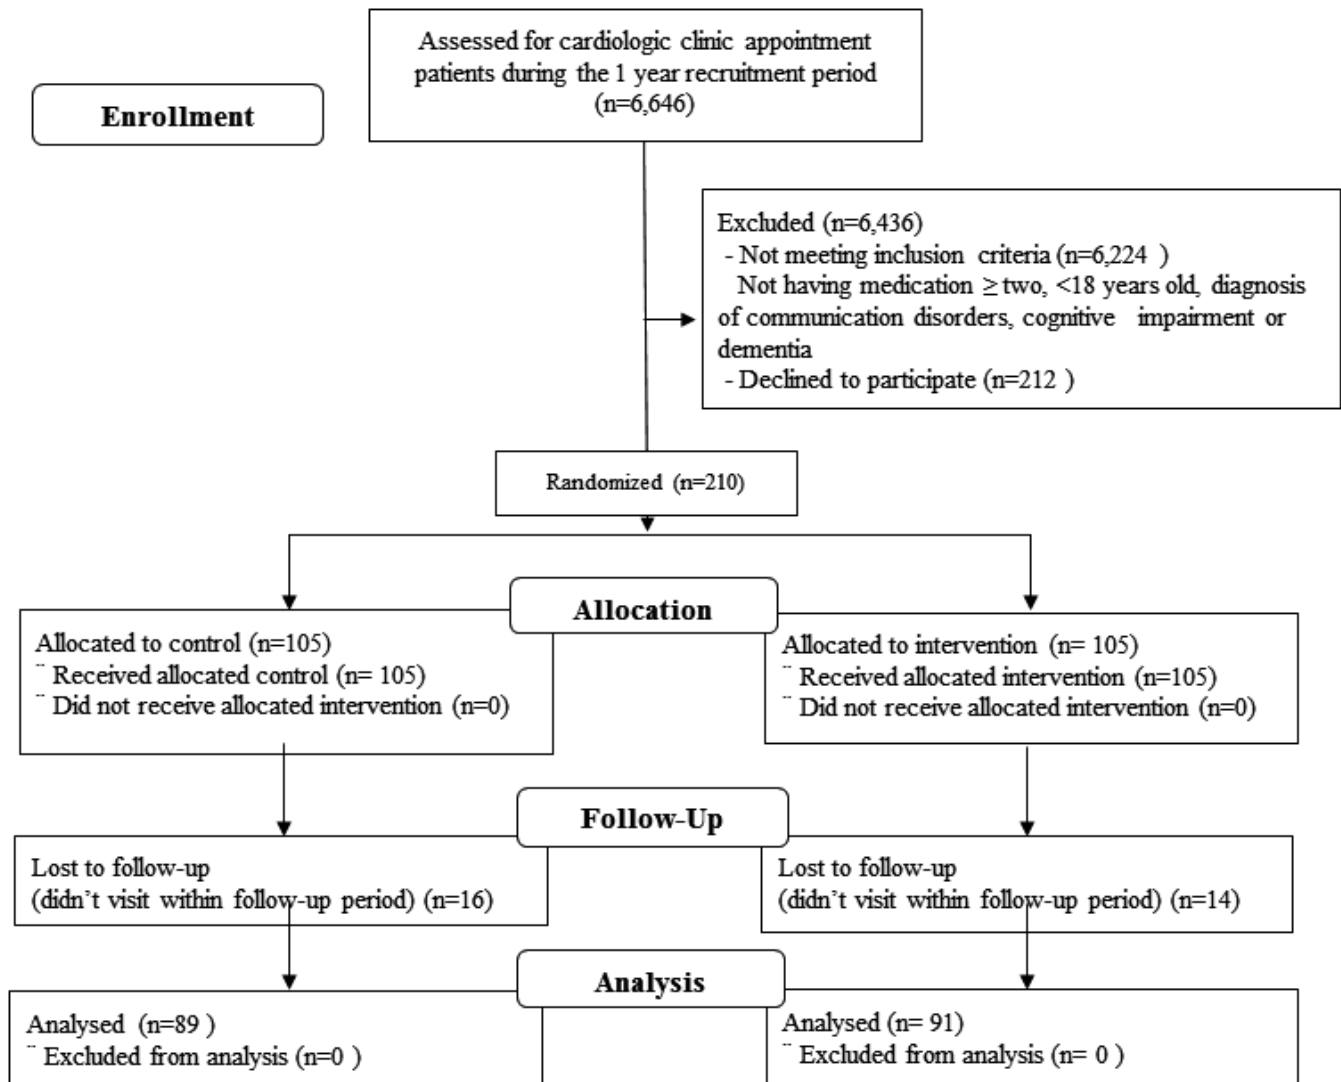 Assessed for cardiologic clinic appointment
patients during the 1 year recruitment period
(n=6,646)
Enrollment
Excluded (n=6,436)
- Not meeting inclusion criteria (n=6,224 )
Not having medication ≥ two, <18 years old, diagnosis
of communication disorders, cognitive impairment or
dementia
- Declined to participate (n=212 )
Randomized (n=210)
Allocation
Allocated to control (n=105)
¨ Received allocated control (n= 105)
¨ Did not receive allocated intervention (n=0)
Allocated to intervention (n= 105)
¨ Received allocated intervention (n=105)
¨ Did not receive allocated intervention (n=0)
Follow-Up
Lost to follow-up
(didn’t visit within follow-up period) (n=16)
Lost to follow-up
(didn’t visit within follow-up period) (n=14)
Analysis
Analysed (n=89 )
¨ Excluded from analysis (n=0 )
Analysed (n= 91)
¨ Excluded from analysis (n= 0 )